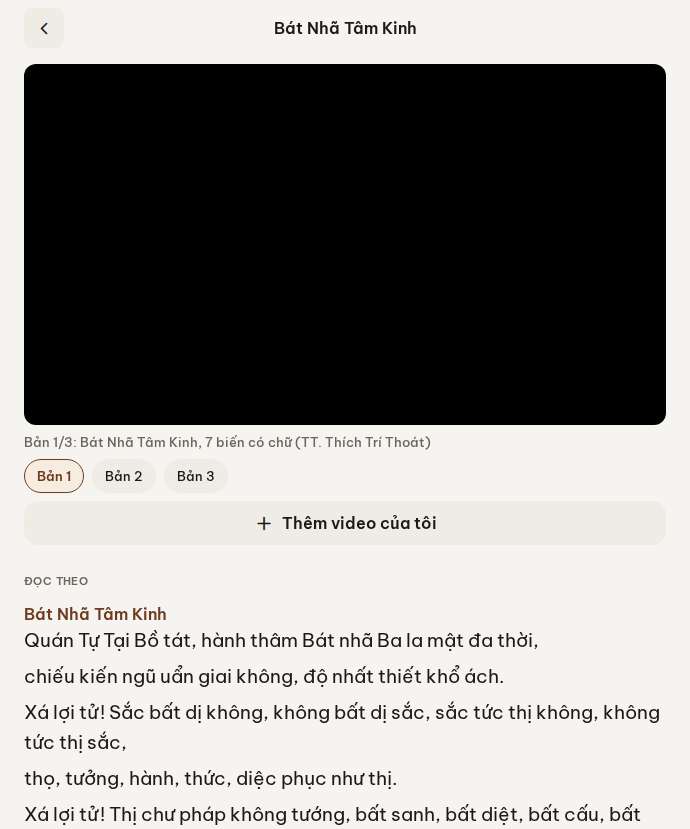 Bát Nhã Tâm Kinh
Bản 1/3: Bát Nhã Tâm Kinh, 7 biến có chữ (TT. Thích Trí Thoát)
Bản 1 Bản 2 Bản 3
Thêm video của tôi
ĐỌC THEO
Bát Nhã Tâm Kinh
Quán Tự Tại Bồ tát, hành thâm Bát nhã Ba la mật đa thời,
chiếu kiến ngũ uẩn giai không, độ nhất thiết khổ ách.
Xá lợi tử! Sắc bất dị không, không bất dị sắc, sắc tức thị không, không
tức thị sắc,
thọ, tưởng, hành, thức, diệc phục như thị.
Xá lợi tử! Thị chư pháp không tướng, bất sanh, bất diệt, bất cấu, bất